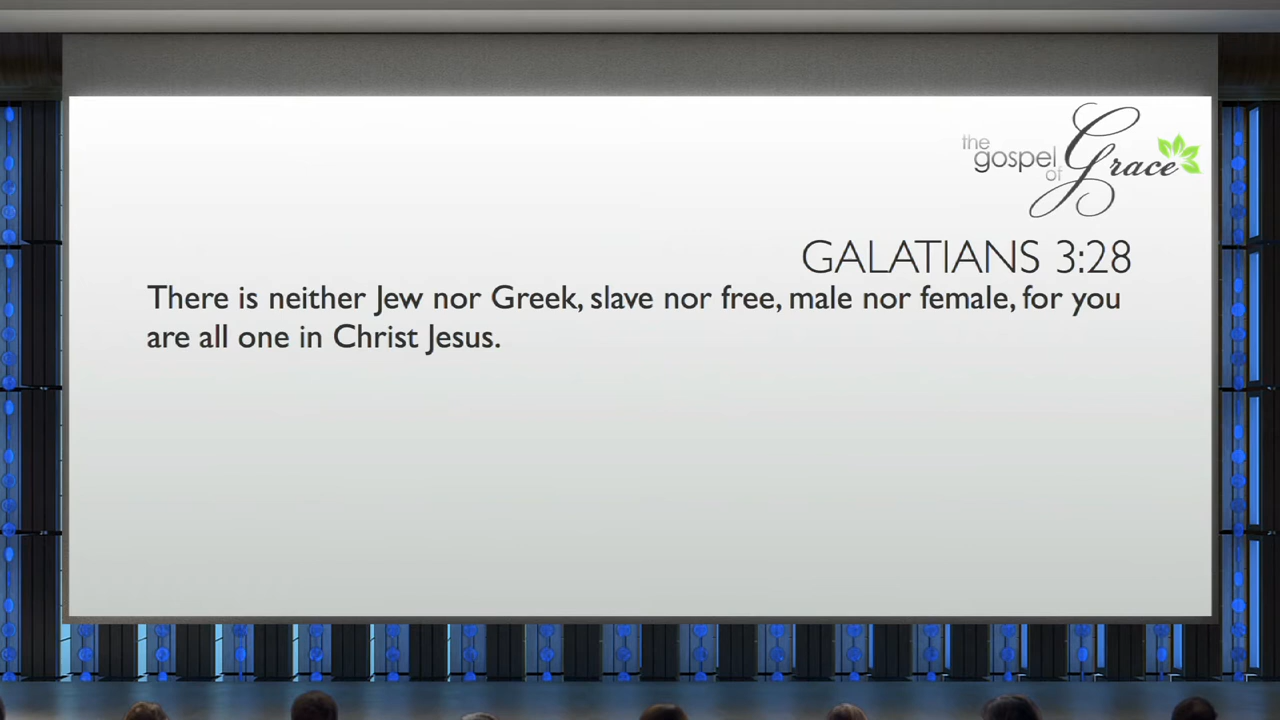 the
gospel
of
Grace
GALATIANS 3:28
There is neither Jew nor Greek, slave nor free, male nor female, for you
are all one in Christ Jesus.